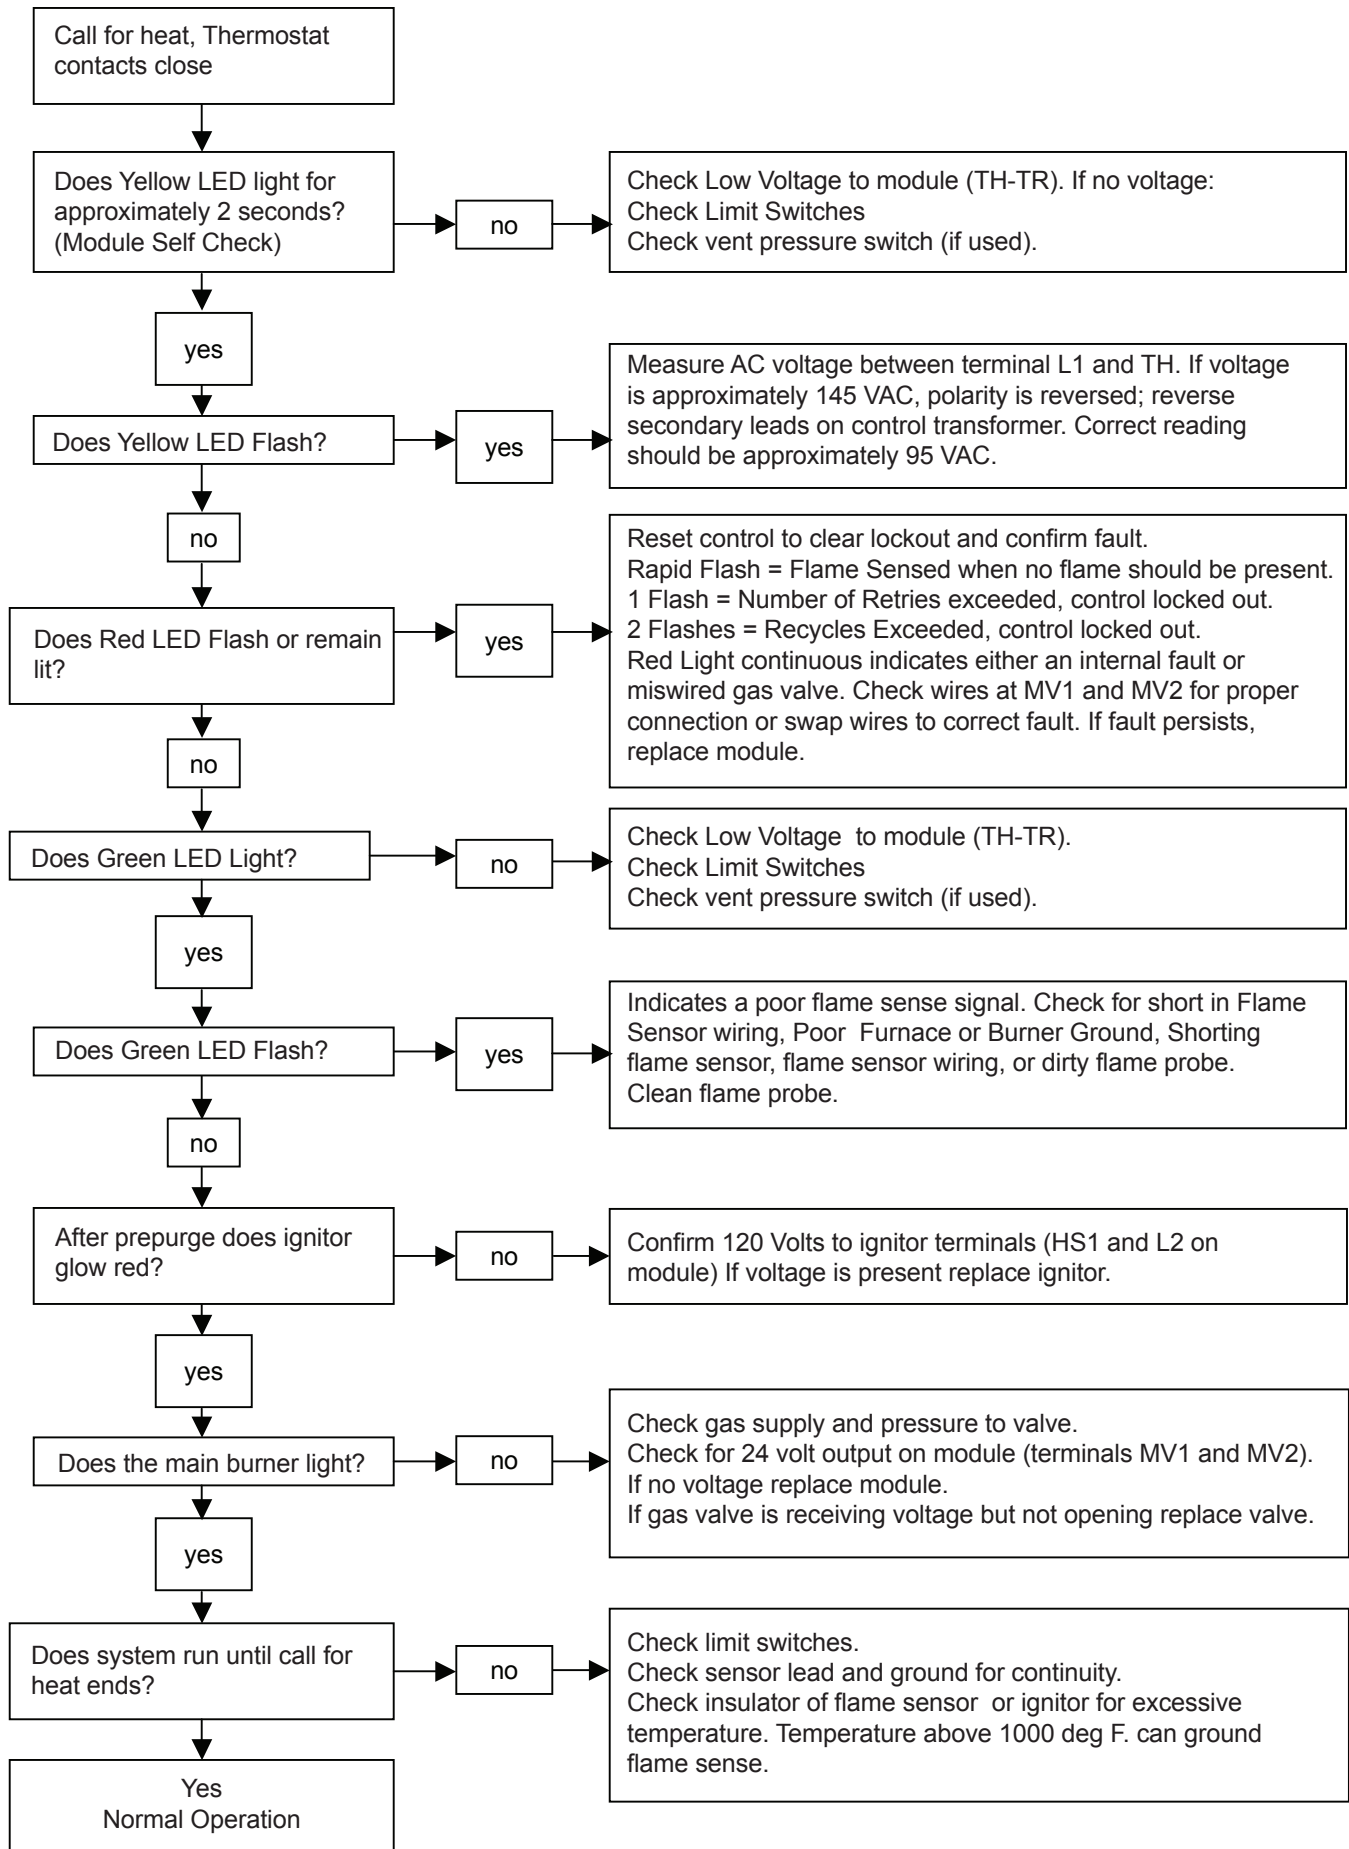 Call for heat, Thermostat
contacts close
Does Yellow LED light for
approximately 2 seconds?
(Module Self Check)
no
Check Low Voltage to module (TH-TR). If no voltage:
Check Limit Switches
Check vent pressure switch (if used).
yes
Does Yellow LED Flash?
yes
Measure AC voltage between terminal L1 and TH. If voltage
is approximately 145 VAC, polarity is reversed; reverse
secondary leads on control transformer. Correct reading
should be approximately 95 VAC.
no
Does Red LED Flash or remain
lit?
yes
Reset control to clear lockout and confirm fault.
Rapid Flash = Flame Sensed when no flame should be present.
1 Flash = Number of Retries exceeded, control locked out.
2 Flashes = Recycles Exceeded, control locked out.
Red Light continuous indicates either an internal fault or
miswired gas valve. Check wires at MV1 and MV2 for proper
connection or swap wires to correct fault. If fault persists,
replace module.
no
Does Green LED Light?
no
Check Low Voltage to module (TH-TR).
Check Limit Switches
Check vent pressure switch (if used).
yes
Does Green LED Flash?
yes
Indicates a poor flame sense signal. Check for short in Flame
Sensor wiring, Poor Furnace or Burner Ground, Shorting
flame sensor, flame sensor wiring, or dirty flame probe.
Clean flame probe.
no
After prepurge does ignitor
glow red?
no
Confirm 120 Volts to ignitor terminals (HS1 and L2 on
module) If voltage is present replace ignitor.
yes
Does the main burner light?
no
Check gas supply and pressure to valve.
Check for 24 volt output on module (terminals MV1 and MV2).
If no voltage replace module.
If gas valve is receiving voltage but not opening replace valve.
yes
Does system run until call for
heat ends?
no
Check limit switches.
Check sensor lead and ground for continuity.
Check insulator of flame sensor or ignitor for excessive
temperature. Temperature above 1000 deg F. can ground
flame sense.
Yes
Normal Operation